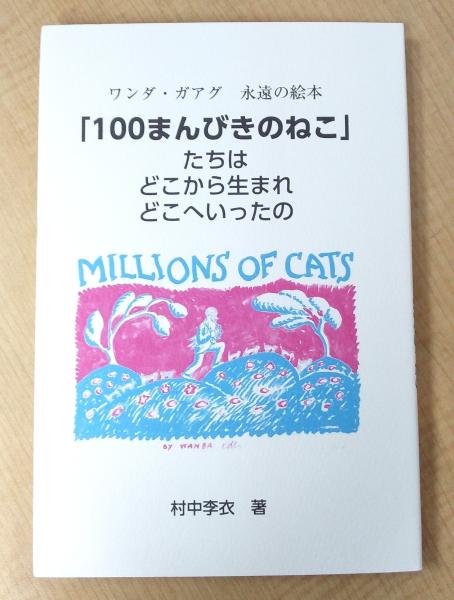 ワンダ・ガアグ　永遠の絵本
「100まんびきのねこ」
たちは
どこから生まれ
どこへいったの
MILLIONS OF CATS
BY WANDA
村中李衣　著